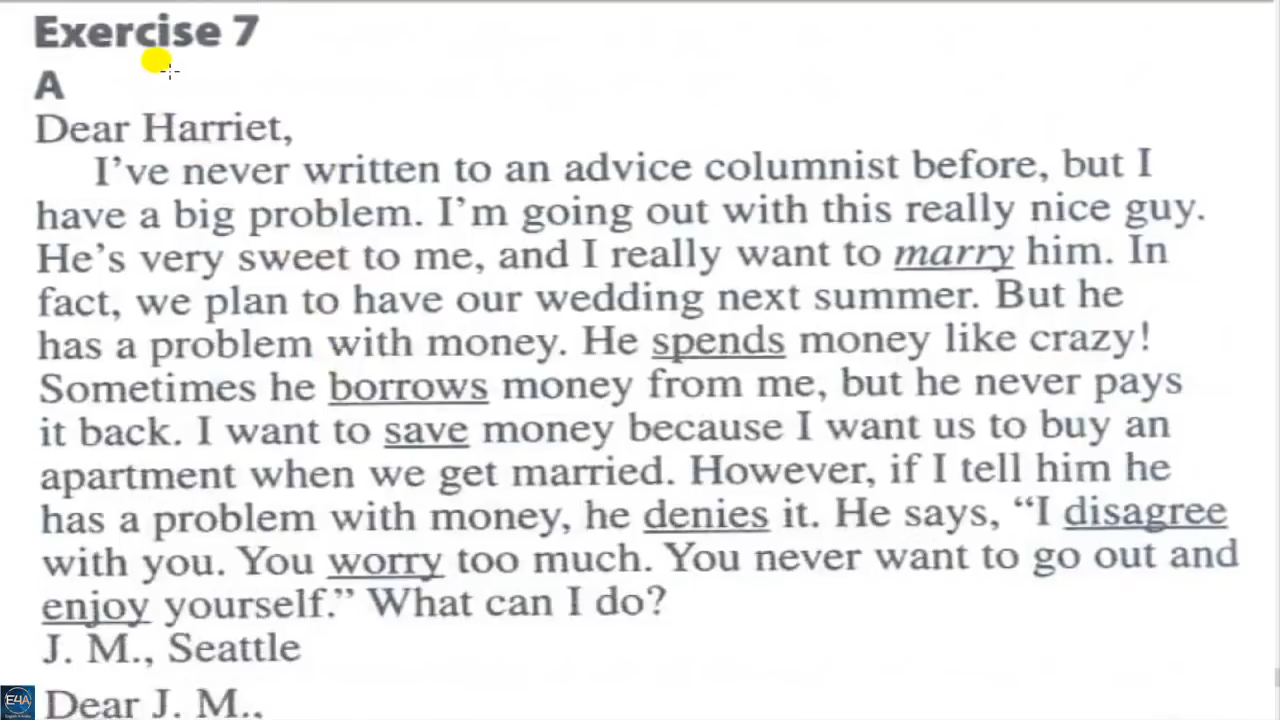 Exercise 7
A
Dear Harriet,
I've never written to an advice columnist before, but I
have a big problem. I'm going out with this really nice guy.
He's very sweet to me, and I really want to marry him. In
fact, we plan to have our wedding next summer. But he
has a problem with money. He spends money like crazy!
Sometimes he borrows money from me, but he never pays
it back. I want to save money because I want us to buy an
apartment when we get married. However, if I tell him he
has a problem with money, he denies it. He says, “I disagree
with you. You worry too much. You never want to go out and
enjoy yourself.” What can I do?
J. M., Seattle
E4A
Dear J. M.,